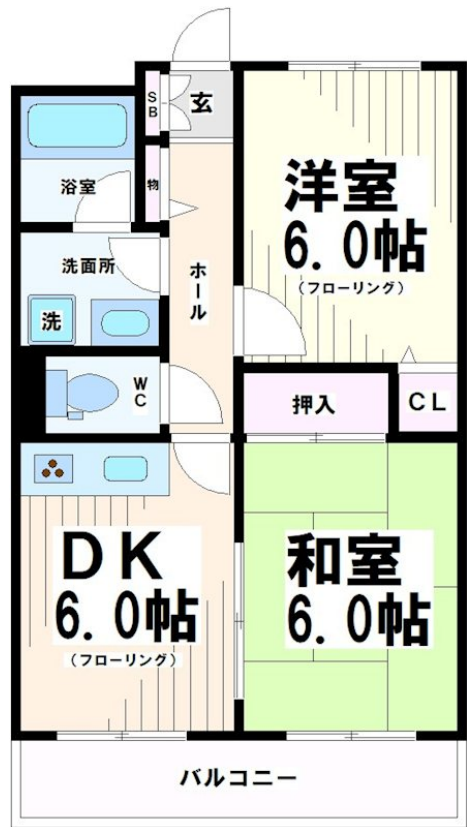 SB
玄
浴室
物
洋室
6.0帖
(フローリング)
洗面所
ホール
洗
WC
押入
CL
DK
6.0帖
(フローリング)
和室
6.0帖
バルコニー